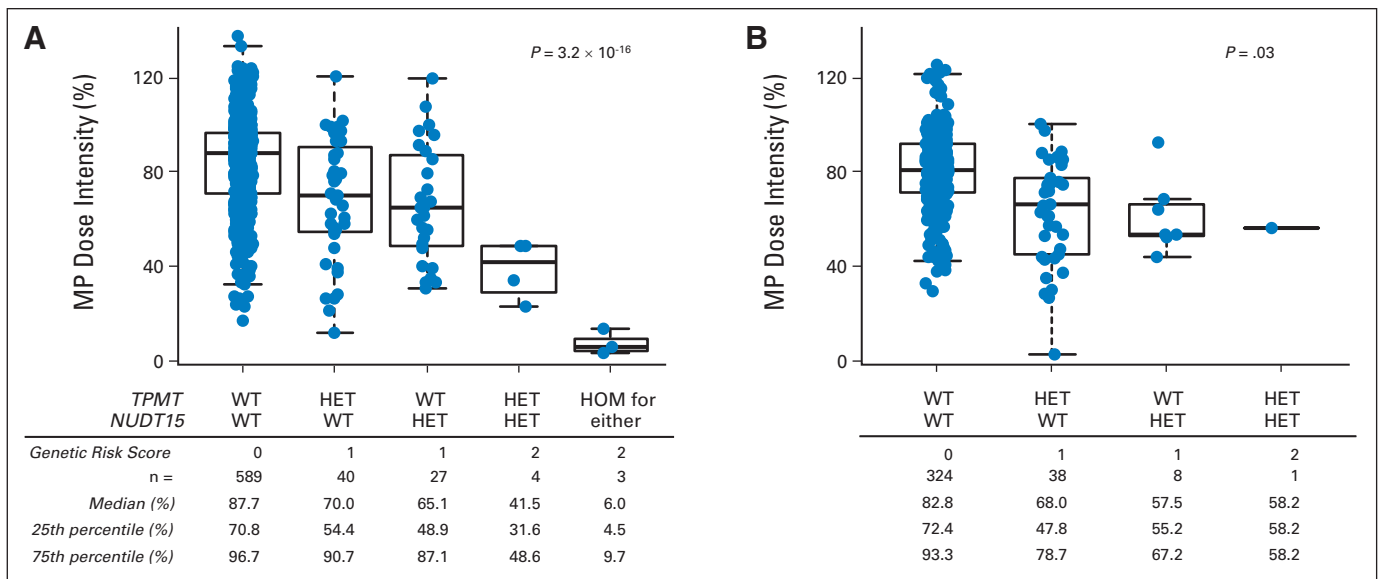 A
B
P = 3.2 × 10-16
P = .03
MP Dose Intensity (%)
120
80
40
0
MP Dose Intensity (%)
120
80
40
0
TPMT WT HET WT HET HOM for
NUDT15 WT WT HET HET either
Genetic Risk Score 0 1 1 2 2
n = 589 40 27 4 3
Median (%) 87.7 70.0 65.1 41.5 6.0
25th percentile (%) 70.8 54.4 48.9 31.6 4.5
75th percentile (%) 96.7 90.7 87.1 48.6 9.7
WT HET WT HET
WT WT HET HET
0 1 1 2
324 38 8 1
82.8 68.0 57.5 58.2
72.4 47.8 55.2 58.2
93.3 78.7 67.2 58.2